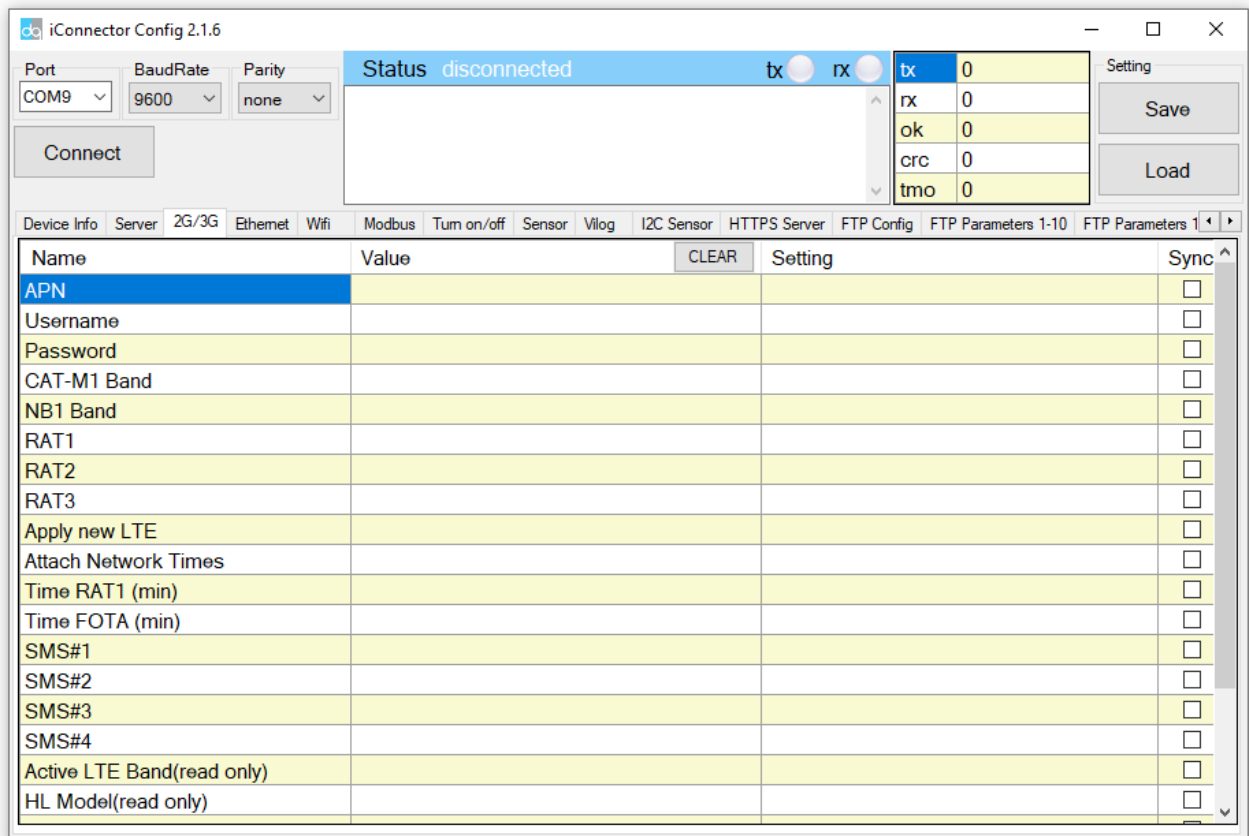 dq iConnector Config 2.1.6
Port BaudRate Parity
COM9 9600 none
Connect
Status disconnected tx rx
tx 0
rx 0
ok 0
crc 0
tmo 0
Setting
Save
Load
Device Info Server 2G/3G Ethernet Wifi Modbus Turn on/off Sensor Vilog I2C Sensor HTTPS Server FTP Config FTP Parameters 1-10 FTP Parameters 1
Name Value CLEAR Setting Sync
APN
Username
Password
CAT-M1 Band
NB1 Band
RAT1
RAT2
RAT3
Apply new LTE
Attach Network Times
Time RAT1 (min)
Time FOTA (min)
SMS#1
SMS#2
SMS#3
SMS#4
Active LTE Band(read only)
HL Model(read only)